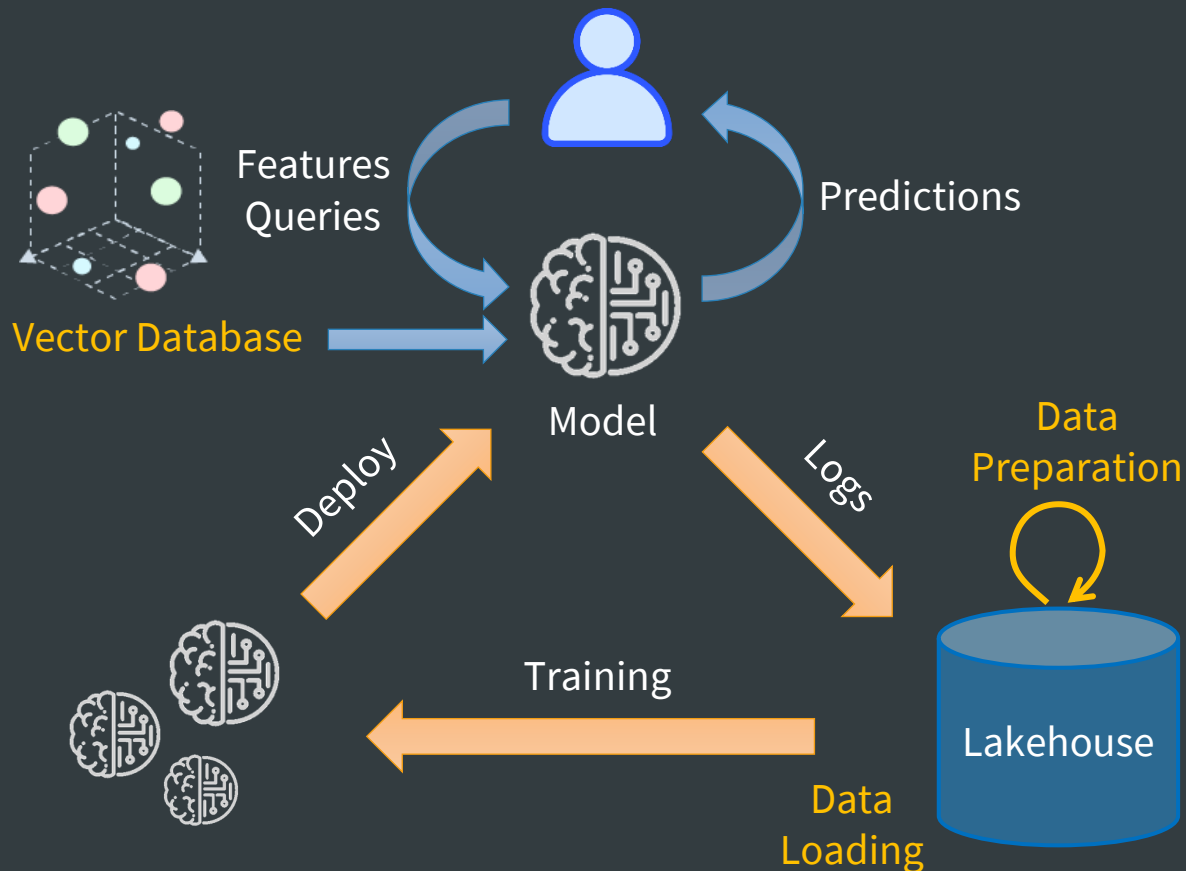 Features
Queries
Predictions
Vector Database
Model
Deploy
Logs
Data
Preparation
Training
Lakehouse
Data
Loading